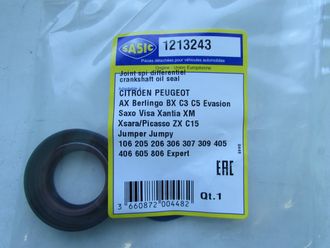 SASIC
1213243
Pièces détachées pour véhicules automobiles
Origine : Union Européenne
Joint spi differentiel
crankshaft oil seal
CITROEN PEUGEOT
AX Berlingo BX C3 C5 Evasion
Saxo Visa Xantia XM
Xsara/Picasso ZX C15
Jumper Jumpy
106 205 206 306 307 309 405
406 605 806 Expert
EAC
Qt.1
3 660872 004482